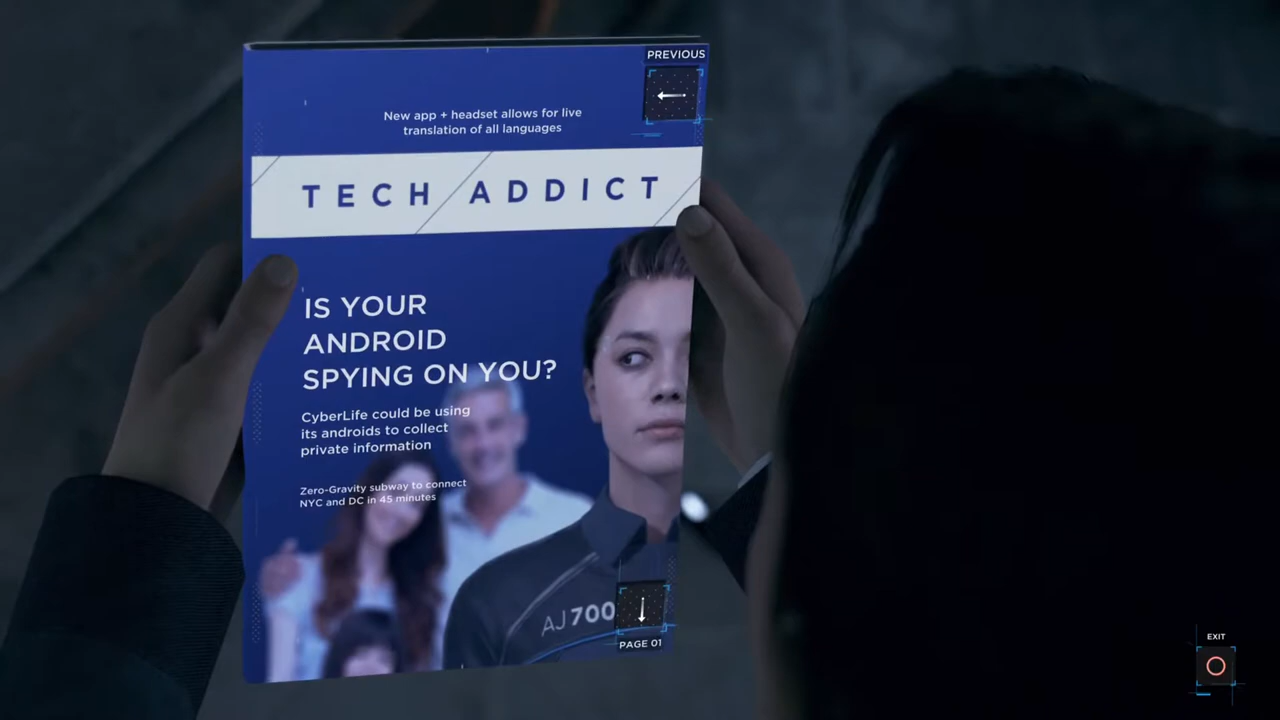 PREVIOUS
New app + headset allows for live
translation of all languages
TECH ADDICT
IS YOUR
ANDROID
SPYING ON YOU?
CyberLife could be using
its androids to collect
private information
Zero-Gravity subway to connect
NYC and DC in 45 minutes
AJ700
PAGE 01
EXIT